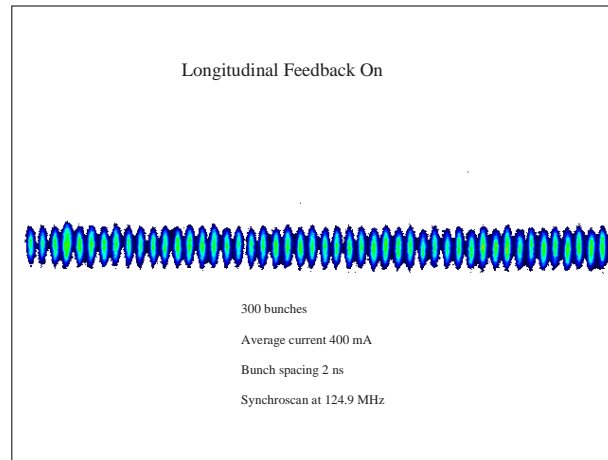 Longitudinal Feedback On
300 bunches
Average current 400 mA
Bunch spacing 2 ns
Synchroscan at 124.9 MHz